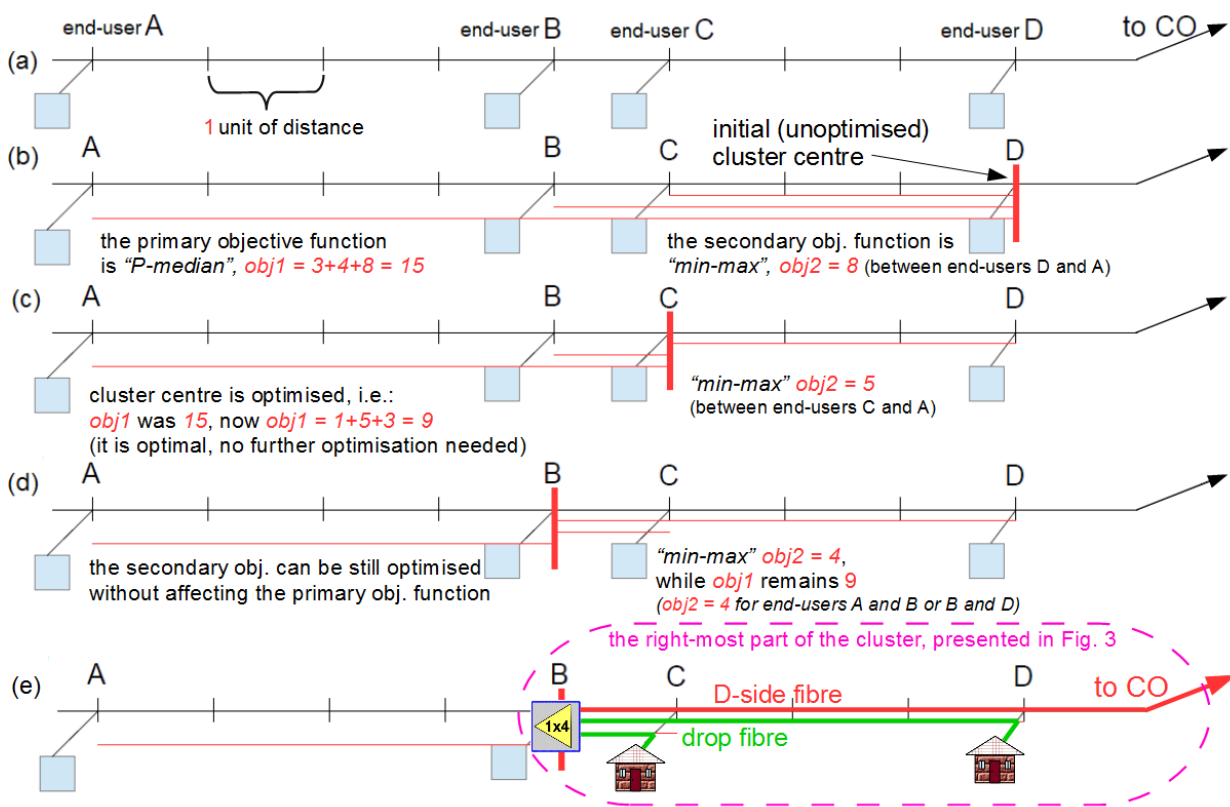 end-user A
end-user B
end-user C
end-user D
to CO
(a)
1 unit of distance
initial (unoptimised)
cluster centre
(b)
A
B
C
D
the primary objective function
is “P-median”, obj1 = 3+4+8 = 15
the secondary obj. function is
“min-max”, obj2 = 8 (between end-users D and A)
(c)
A
B
C
D
cluster centre is optimised, i.e.:
obj1 was 15, now obj1 = 1+5+3 = 9
(it is optimal, no further optimisation needed)
“min-max” obj2 = 5
(between end-users C and A)
(d)
A
B
C
D
the secondary obj. can be still optimised
without affecting the primary obj. function
“min-max” obj2 = 4,
while obj1 remains 9
(obj2 = 4 for end-users A and B or B and D)
the right-most part of the cluster, presented in Fig. 3
(e)
A
B
C
D
to CO
D-side fibre
1x4
drop fibre